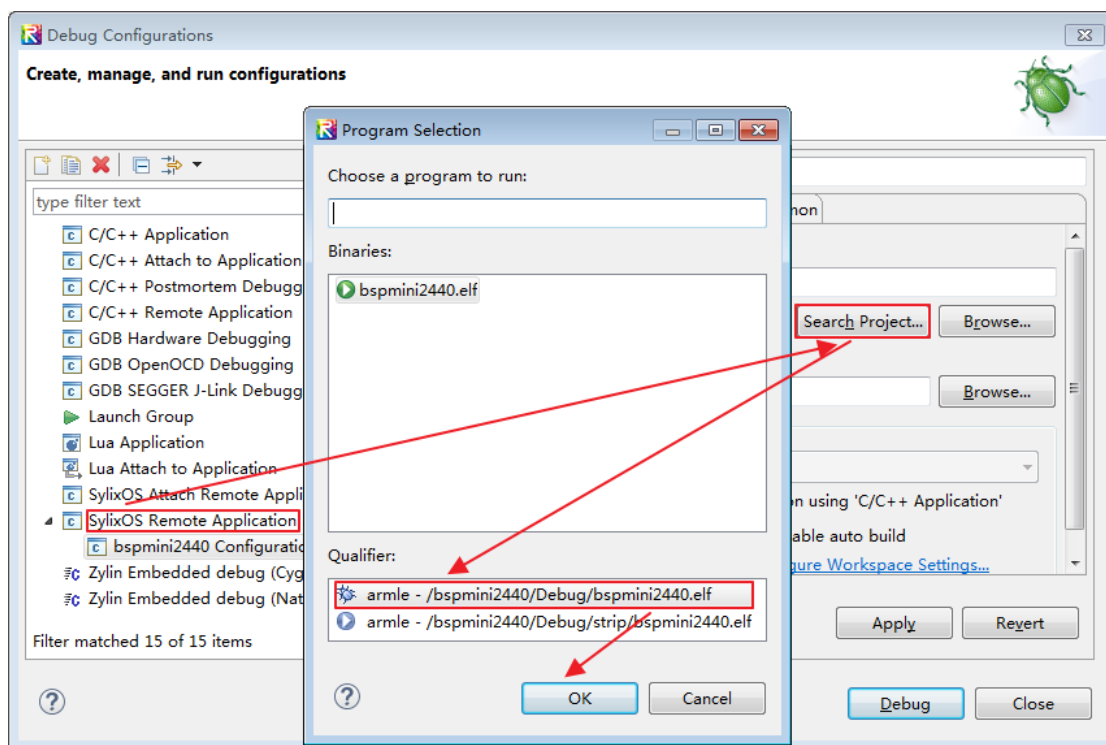 Debug Configurations
Create, manage, and run configurations
type filter text
C/C++ Application
C/C++ Attach to Application
C/C++ Postmortem Debugg
C/C++ Remote Application
GDB Hardware Debugging
GDB OpenOCD Debugging
GDB SEGGER J-Link Debugg
Launch Group
Lua Application
Lua Attach to Application
SylixOS Attach Remote Appli
SylixOS Remote Application
bspmini2440 Configuratio
Zylin Embedded debug (Cyg
Zylin Embedded debug (Nat
Filter matched 15 of 15 items
Program Selection
Choose a program to run:
Binaries:
bspmini2440.elf
Qualifier:
armle - /bspmini2440/Debug/bspmini2440.elf
armle - /bspmini2440/Debug/strip/bspmini2440.elf
OK
Cancel
non
Search Project...
Browse...
Browse...
on using 'C/C++ Application'
able auto build
gure Workspace Settings...
Apply
Revert
Debug
Close